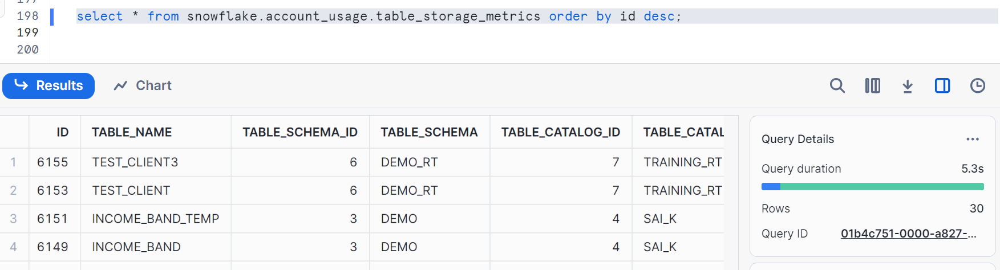 197
198 select * from snowflake.account_usage.table_storage_metrics order by id desc;
199
200
Results Chart
ID TABLE_NAME TABLE_SCHEMA_ID TABLE_SCHEMA TABLE_CATALOG_ID TABLE_CATAL
1 6155 TEST_CLIENT3 6 DEMO_RT 7 TRAINING_RT
2 6153 TEST_CLIENT 6 DEMO_RT 7 TRAINING_RT
3 6151 INCOME_BAND_TEMP 3 DEMO 4 SAI_K
4 6149 INCOME_BAND 3 DEMO 4 SAI_K
Query Details ...
Query duration 5.3s
Rows 30
Query ID 01b4c751-0000-a827-...